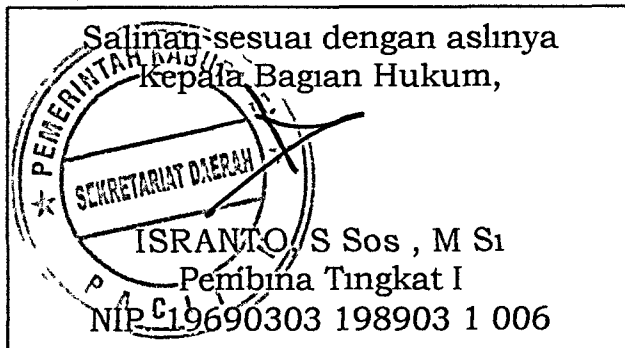 Salinan sesuai dengan aslinya
Kepala Bagian Hukum,
PEMERINTAH
SEKRETARIAT DAERAH
ISRANTO, S Sos , M Si
Pembina Tingkat I
NIP 19690303 198903 1 006